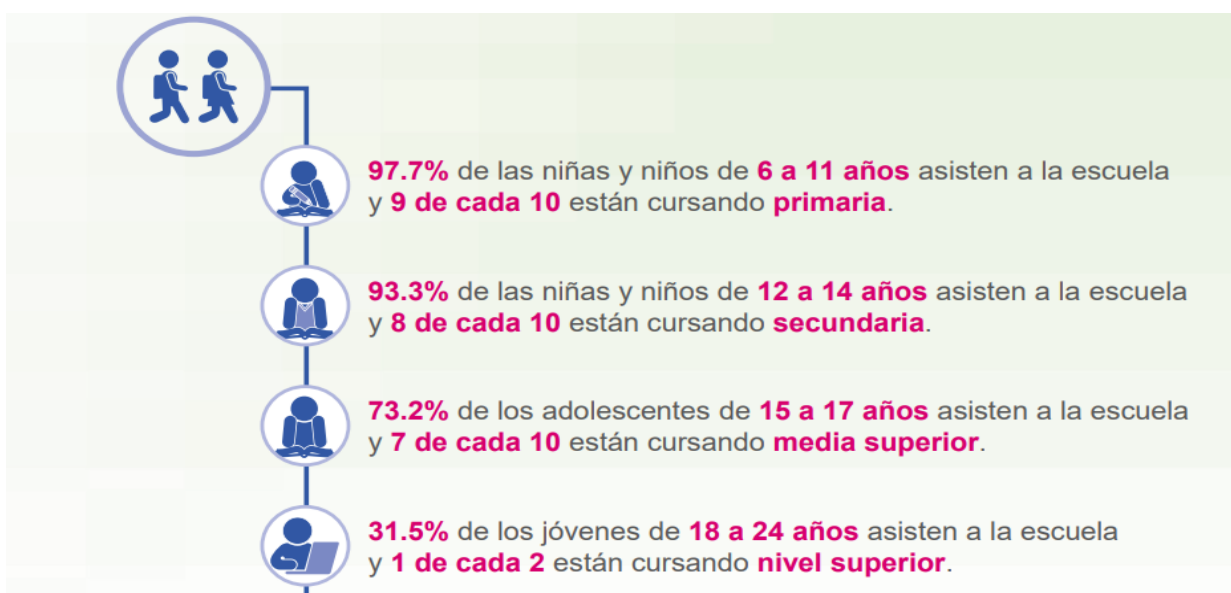 97.7% de las niñas y niños de 6 a 11 años asisten a la escuela
y 9 de cada 10 están cursando primaria.
93.3% de las niñas y niños de 12 a 14 años asisten a la escuela
y 8 de cada 10 están cursando secundaria.
73.2% de los adolescentes de 15 a 17 años asisten a la escuela
y 7 de cada 10 están cursando media superior.
31.5% de los jóvenes de 18 a 24 años asisten a la escuela
y 1 de cada 2 están cursando nivel superior.